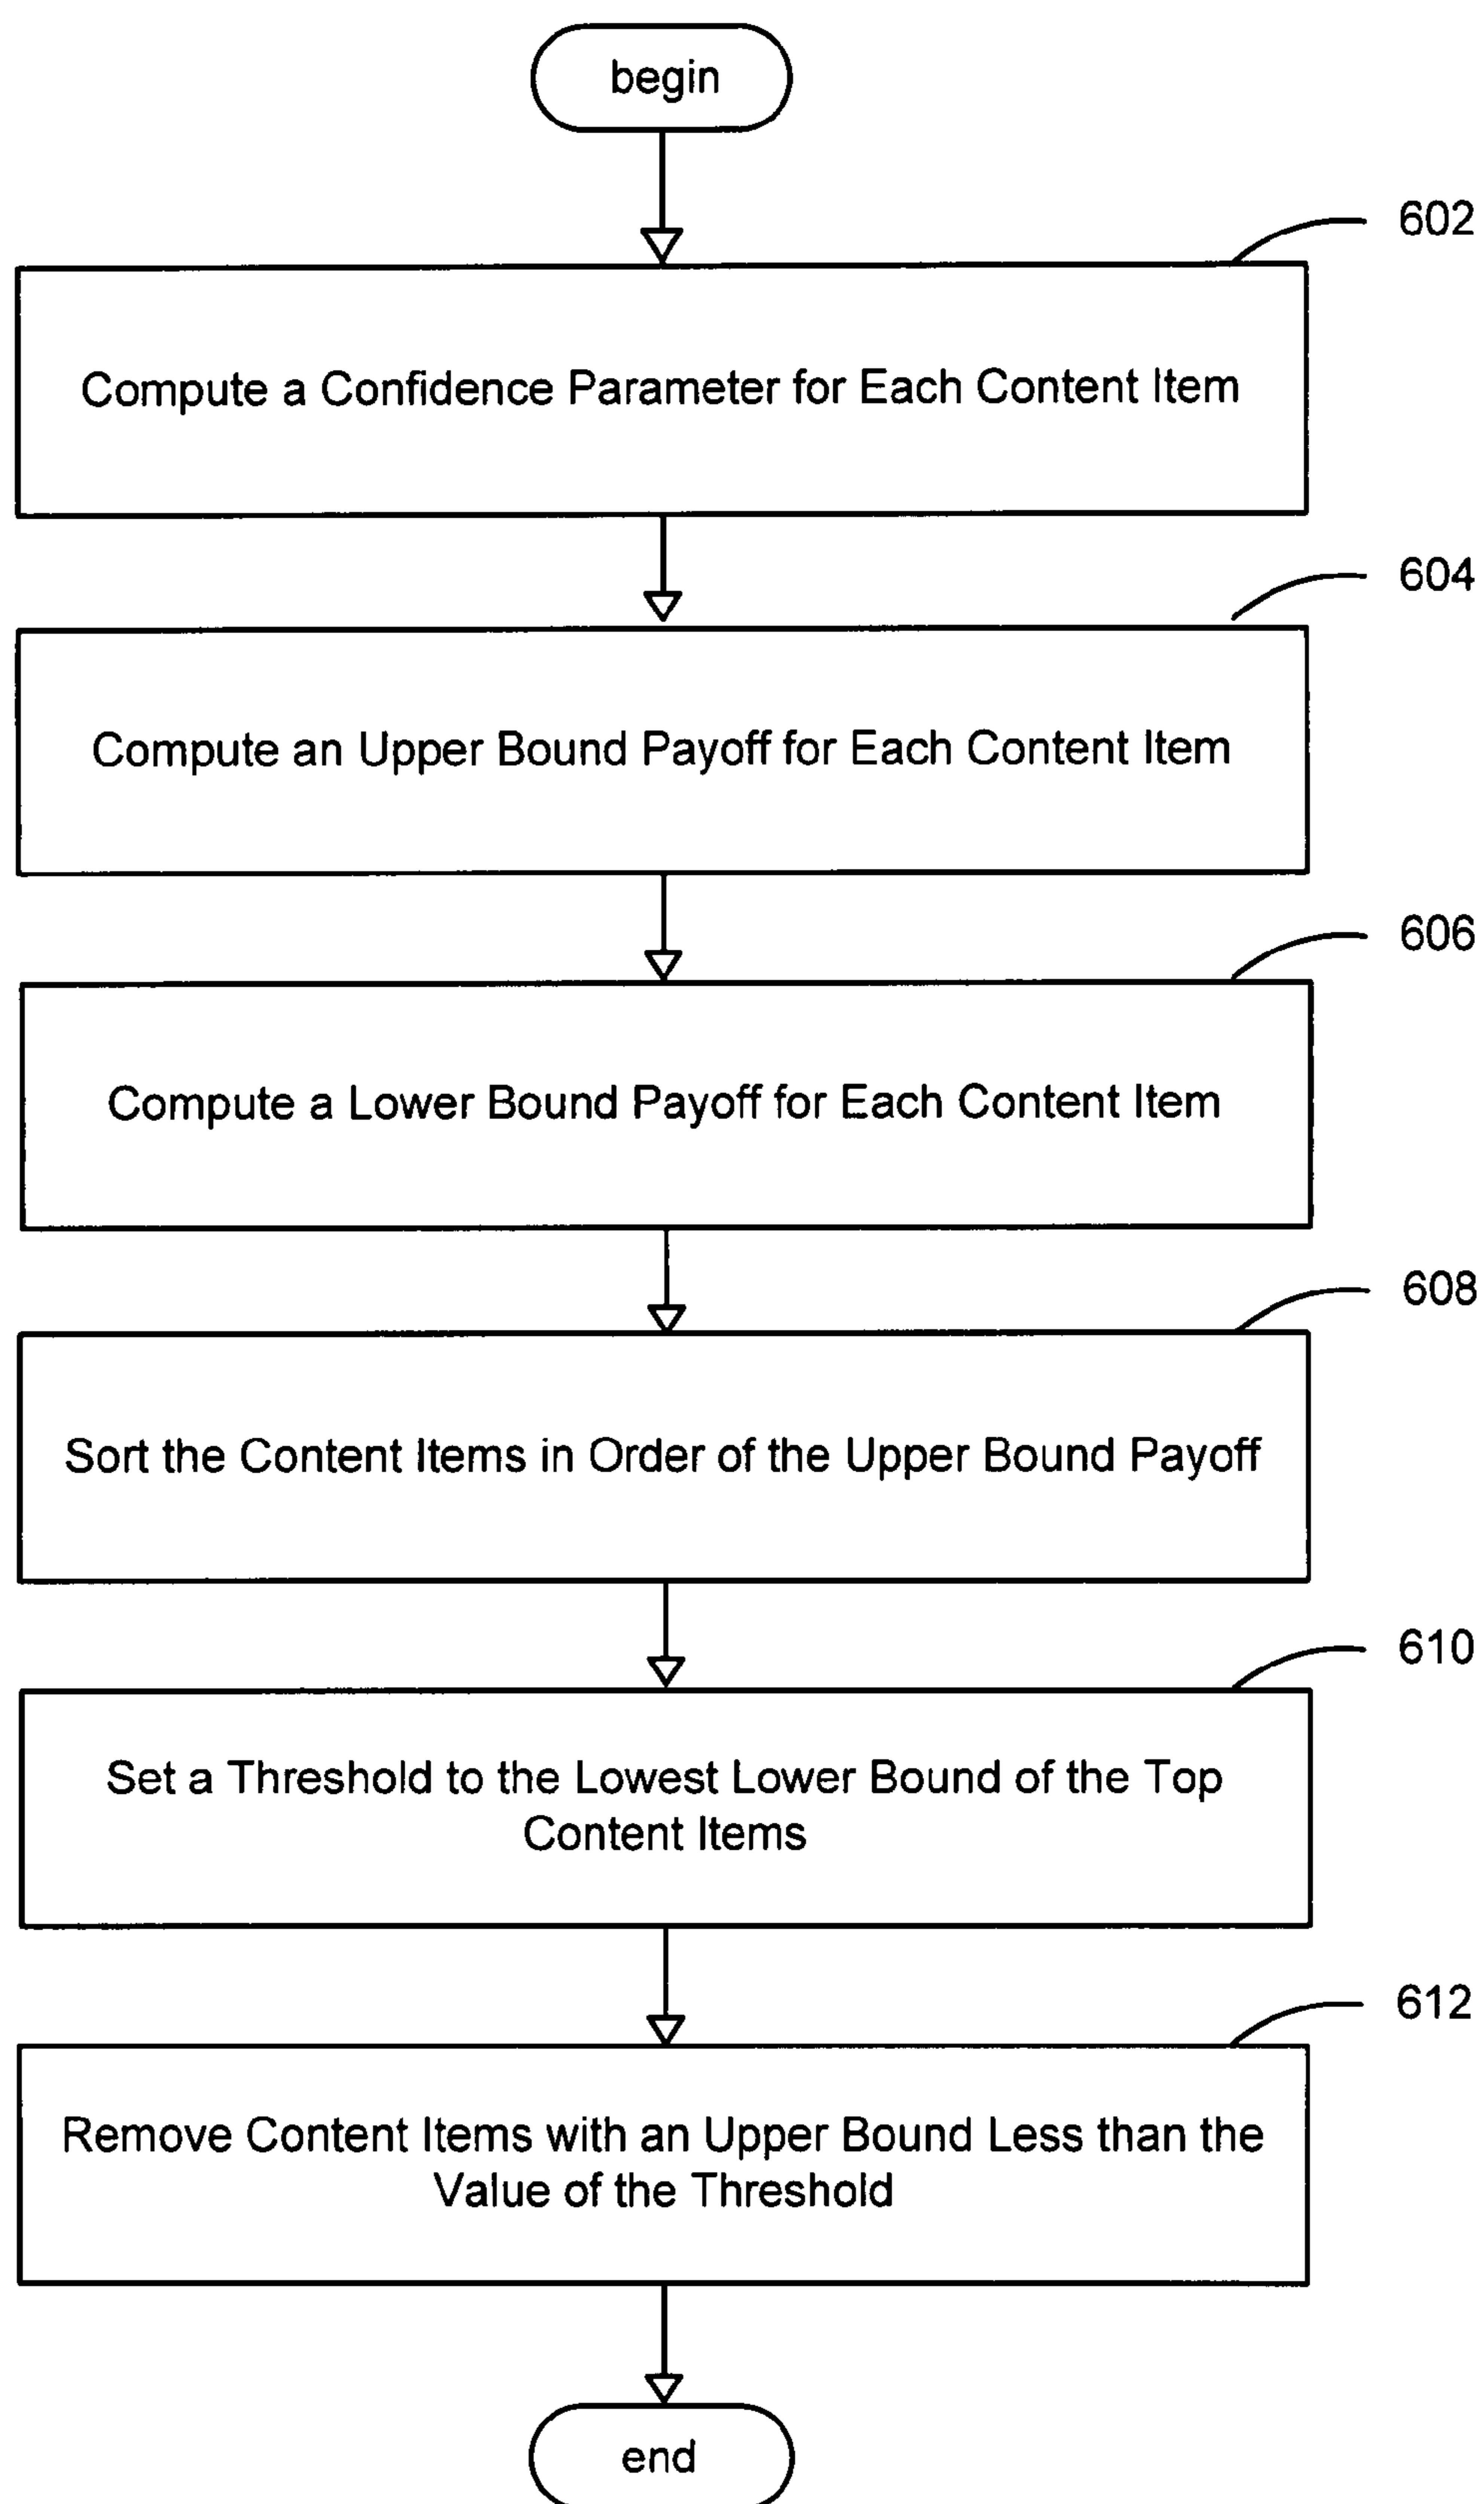 begin
602
Compute a Confidence Parameter for Each Content Item
604
Compute an Upper Bound Payoff for Each Content Item
606
Compute a Lower Bound Payoff for Each Content Item
608
Sort the Content Items in Order of the Upper Bound Payoff
610
Set a Threshold to the Lowest Lower Bound of the Top
Content Items
612
Remove Content Items with an Upper Bound Less than the
Value of the Threshold
end